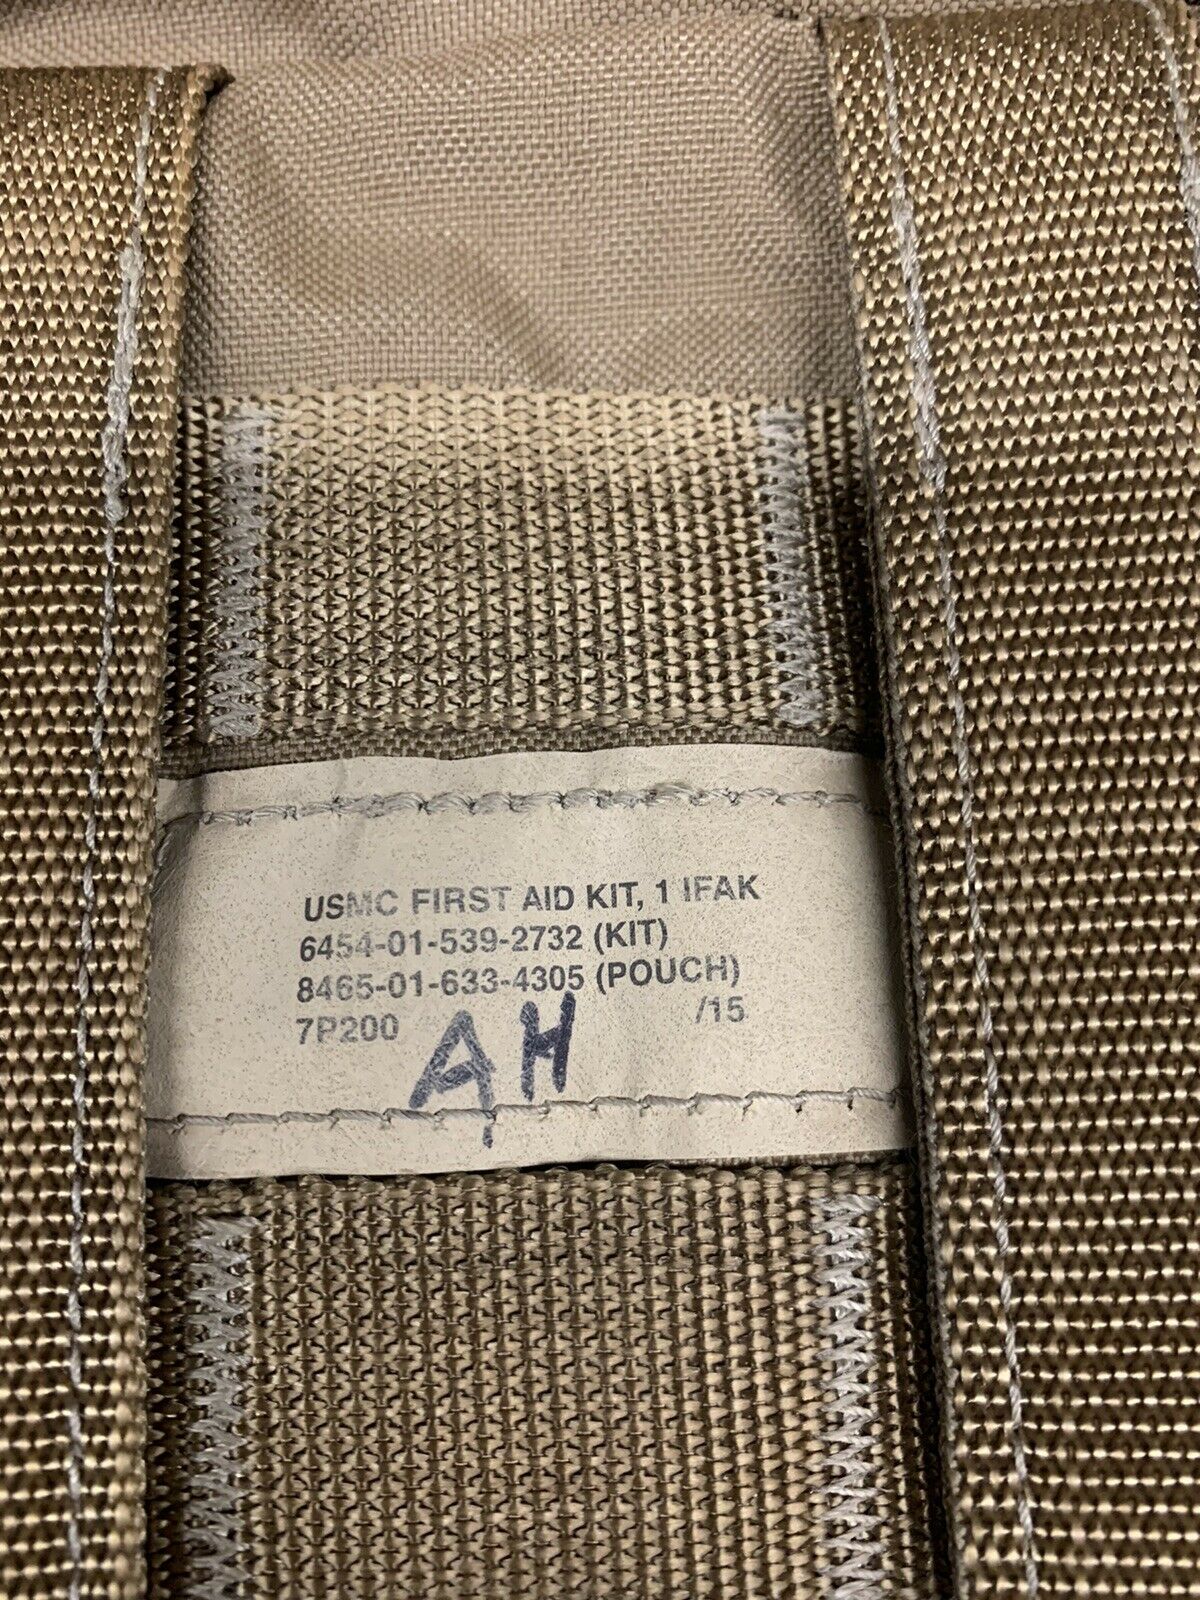 USMC FIRST AID KIT, 1 IFAK
6454-01-539-2732 (KIT)
8465-01-633-4305 (POUCH)
7P200 /15
AH